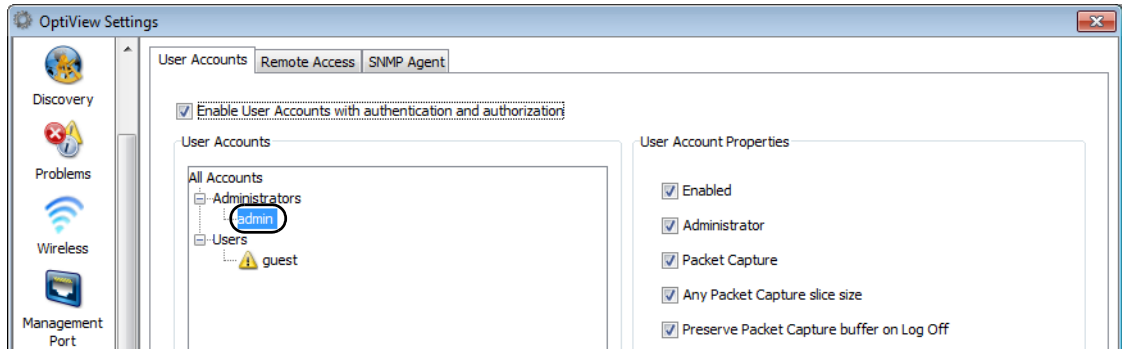 OptiView Settings
Discovery
Problems
Wireless
Management
Port
User Accounts
Remote Access
SNMP Agent
Enable User Accounts with authentication and authorization
User Accounts
All Accounts
Administrators
admin
Users
guest
User Account Properties
Enabled
Administrator
Packet Capture
Any Packet Capture slice size
Preserve Packet Capture buffer on Log Off